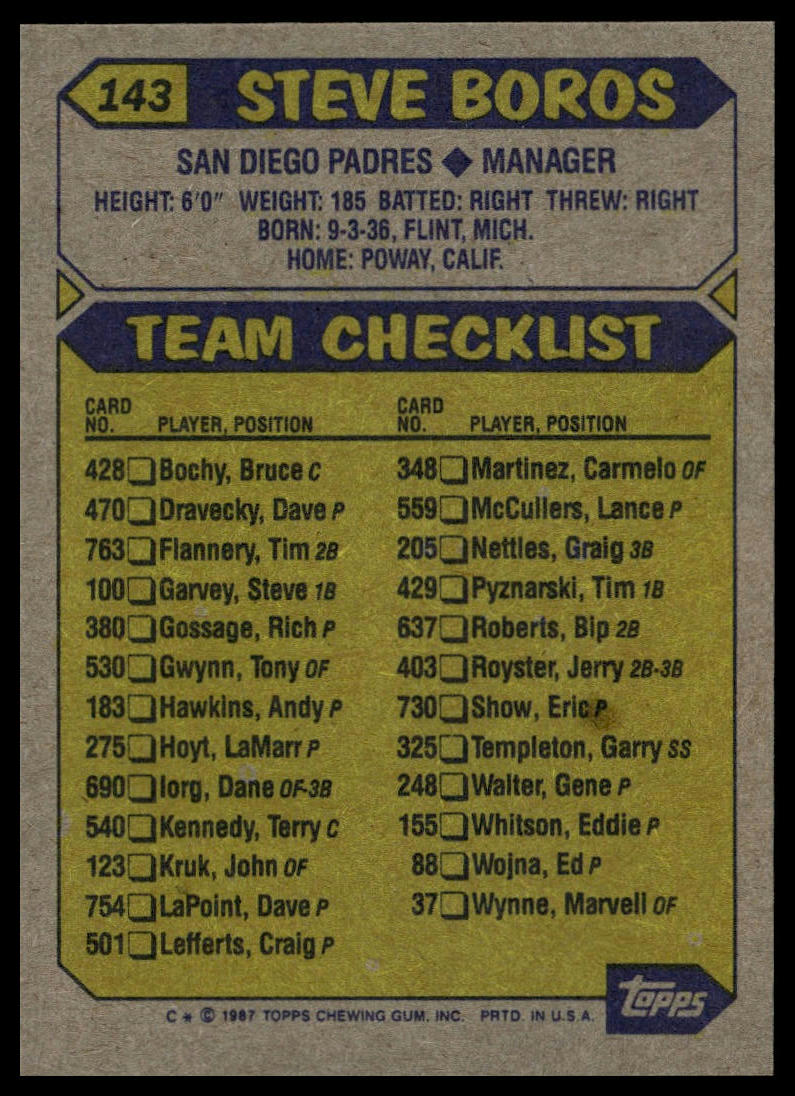 143 STEVE BOROS
SAN DIEGO PADRES ◆ MANAGER
HEIGHT: 6'0" WEIGHT: 185 BATTED: RIGHT THREW: RIGHT
BORN: 9-3-36, FLINT, MICH.
HOME: POWAY, CALIF.
TEAM CHECKLIST
CARD
NO. PLAYER, POSITION
428 Bochy, Bruce C
470 Dravecky, Dave P
763 Flannery, Tim 2B
100 Garvey, Steve 1B
380 Gossage, Rich P
530 Gwynn, Tony OF
183 Hawkins, Andy P
275 Hoyt, LaMarr P
690 Iorg, Dane OF-3B
540 Kennedy, Terry C
123 Kruk, John OF
754 LaPoint, Dave P
501 Lefferts, Craig P
CARD
NO. PLAYER, POSITION
348 Martinez, Carmelo OF
559 McCullers, Lance P
205 Nettles, Graig 3B
429 Pyznarski, Tim 1B
637 Roberts, Bip 2B
403 Royster, Jerry 2B-3B
730 Show, Eric P
325 Templeton, Garry SS
248 Walter, Gene P
155 Whitson, Eddie P
88 Wojna, Ed P
37 Wynne, Marvell OF
topps
C * © 1987 TOPPS CHEWING GUM, INC. PRTD. IN U.S.A.